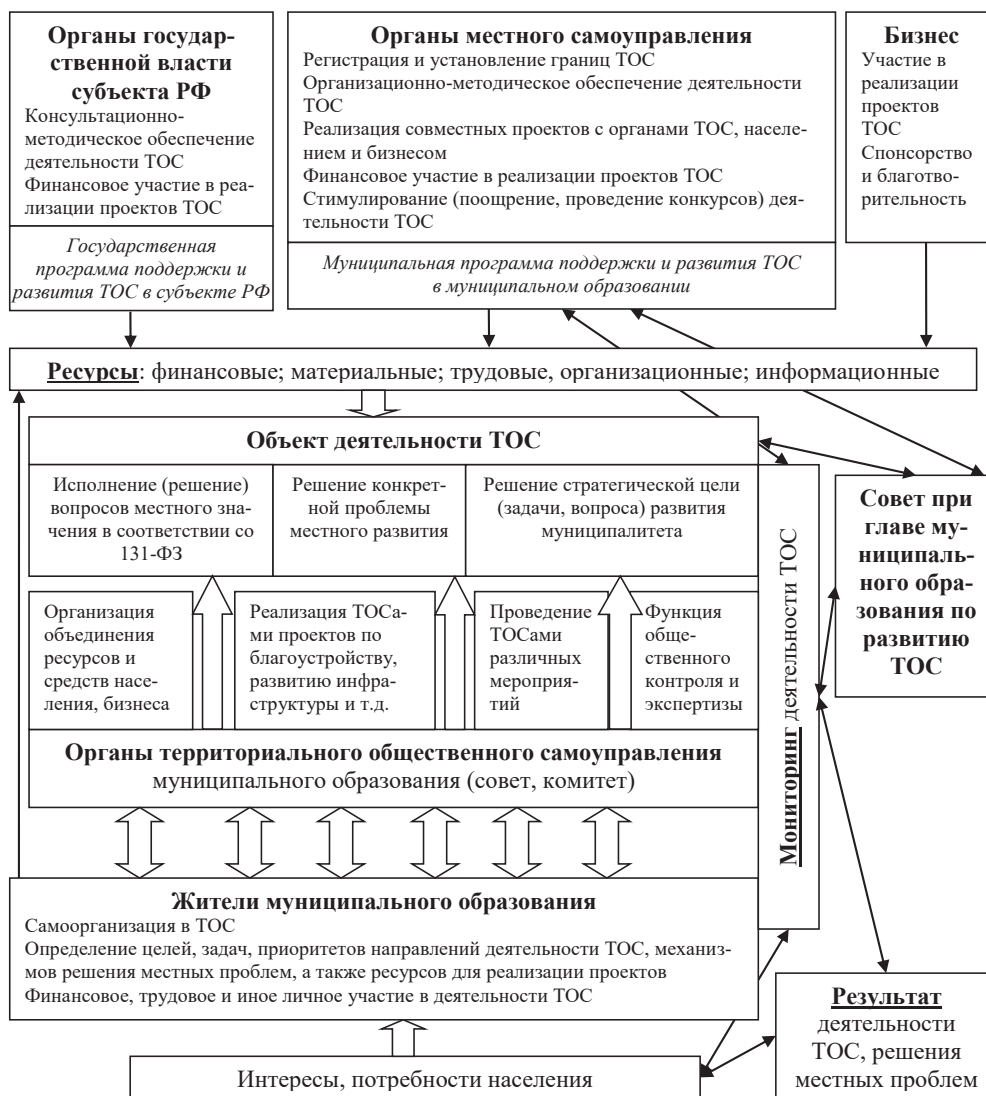 Органы государ-
ственной власти
субъекта РФ
Консультационно-
методическое обеспечение
деятельности ТОС
Финансовое участие в реа-
лизации проектов ТОС
Государственная
программа поддержки и
развития ТОС в субъекте РФ
Органы местного самоуправления
Регистрация и установление границ ТОС
Организационно-методическое обеспечение деятельности
ТОС
Реализация совместных проектов с органами ТОС, населе-
нием и бизнесом
Финансовое участие в реализации проектов ТОС
Стимулирование (поощрение, проведение конкурсов) дея-
тельности ТОС
Муниципальная программа поддержки и развития ТОС
в муниципальном образовании
Бизнес
Участие в
реализации
проектов
ТОС
Спонсорство
и благотво-
рительность
Ресурсы: финансовые; материальные; трудовые, организационные; информационные
Объект деятельности ТОС
Исполнение (решение)
вопросов местного зна-
чения в соответствии со
131-ФЗ
Решение конкрет-
ной проблемы
местного развития
Решение стратегической цели
(задачи, вопроса) развития
муниципалитета
Организация
объединения
ресурсов и
средств насе-
ления, бизнеса
Реализация ТОСа-
ми проектов по
благоустройству,
развитию инфра-
структуры и т.д.
Проведение
ТОСами
различных
мероприя-
тий
Функция
обще-
ственного
контроля и
экспертизы
Органы территориального общественного самоуправления
муниципального образования (совет, комитет)
Мониторинг деятельности ТОС
Совет при
главе му-
ниципаль-
ного обра-
зования по
развитию
ТОС
Жители муниципального образования
Самоорганизация в ТОС
Определение целей, задач, приоритетов направлений деятельности ТОС, механиз-
мов решения местных проблем, а также ресурсов для реализации проектов
Финансовое, трудовое и иное личное участие в деятельности ТОС
Результат
деятельности
ТОС, решения
местных проблем
Интересы, потребности населения